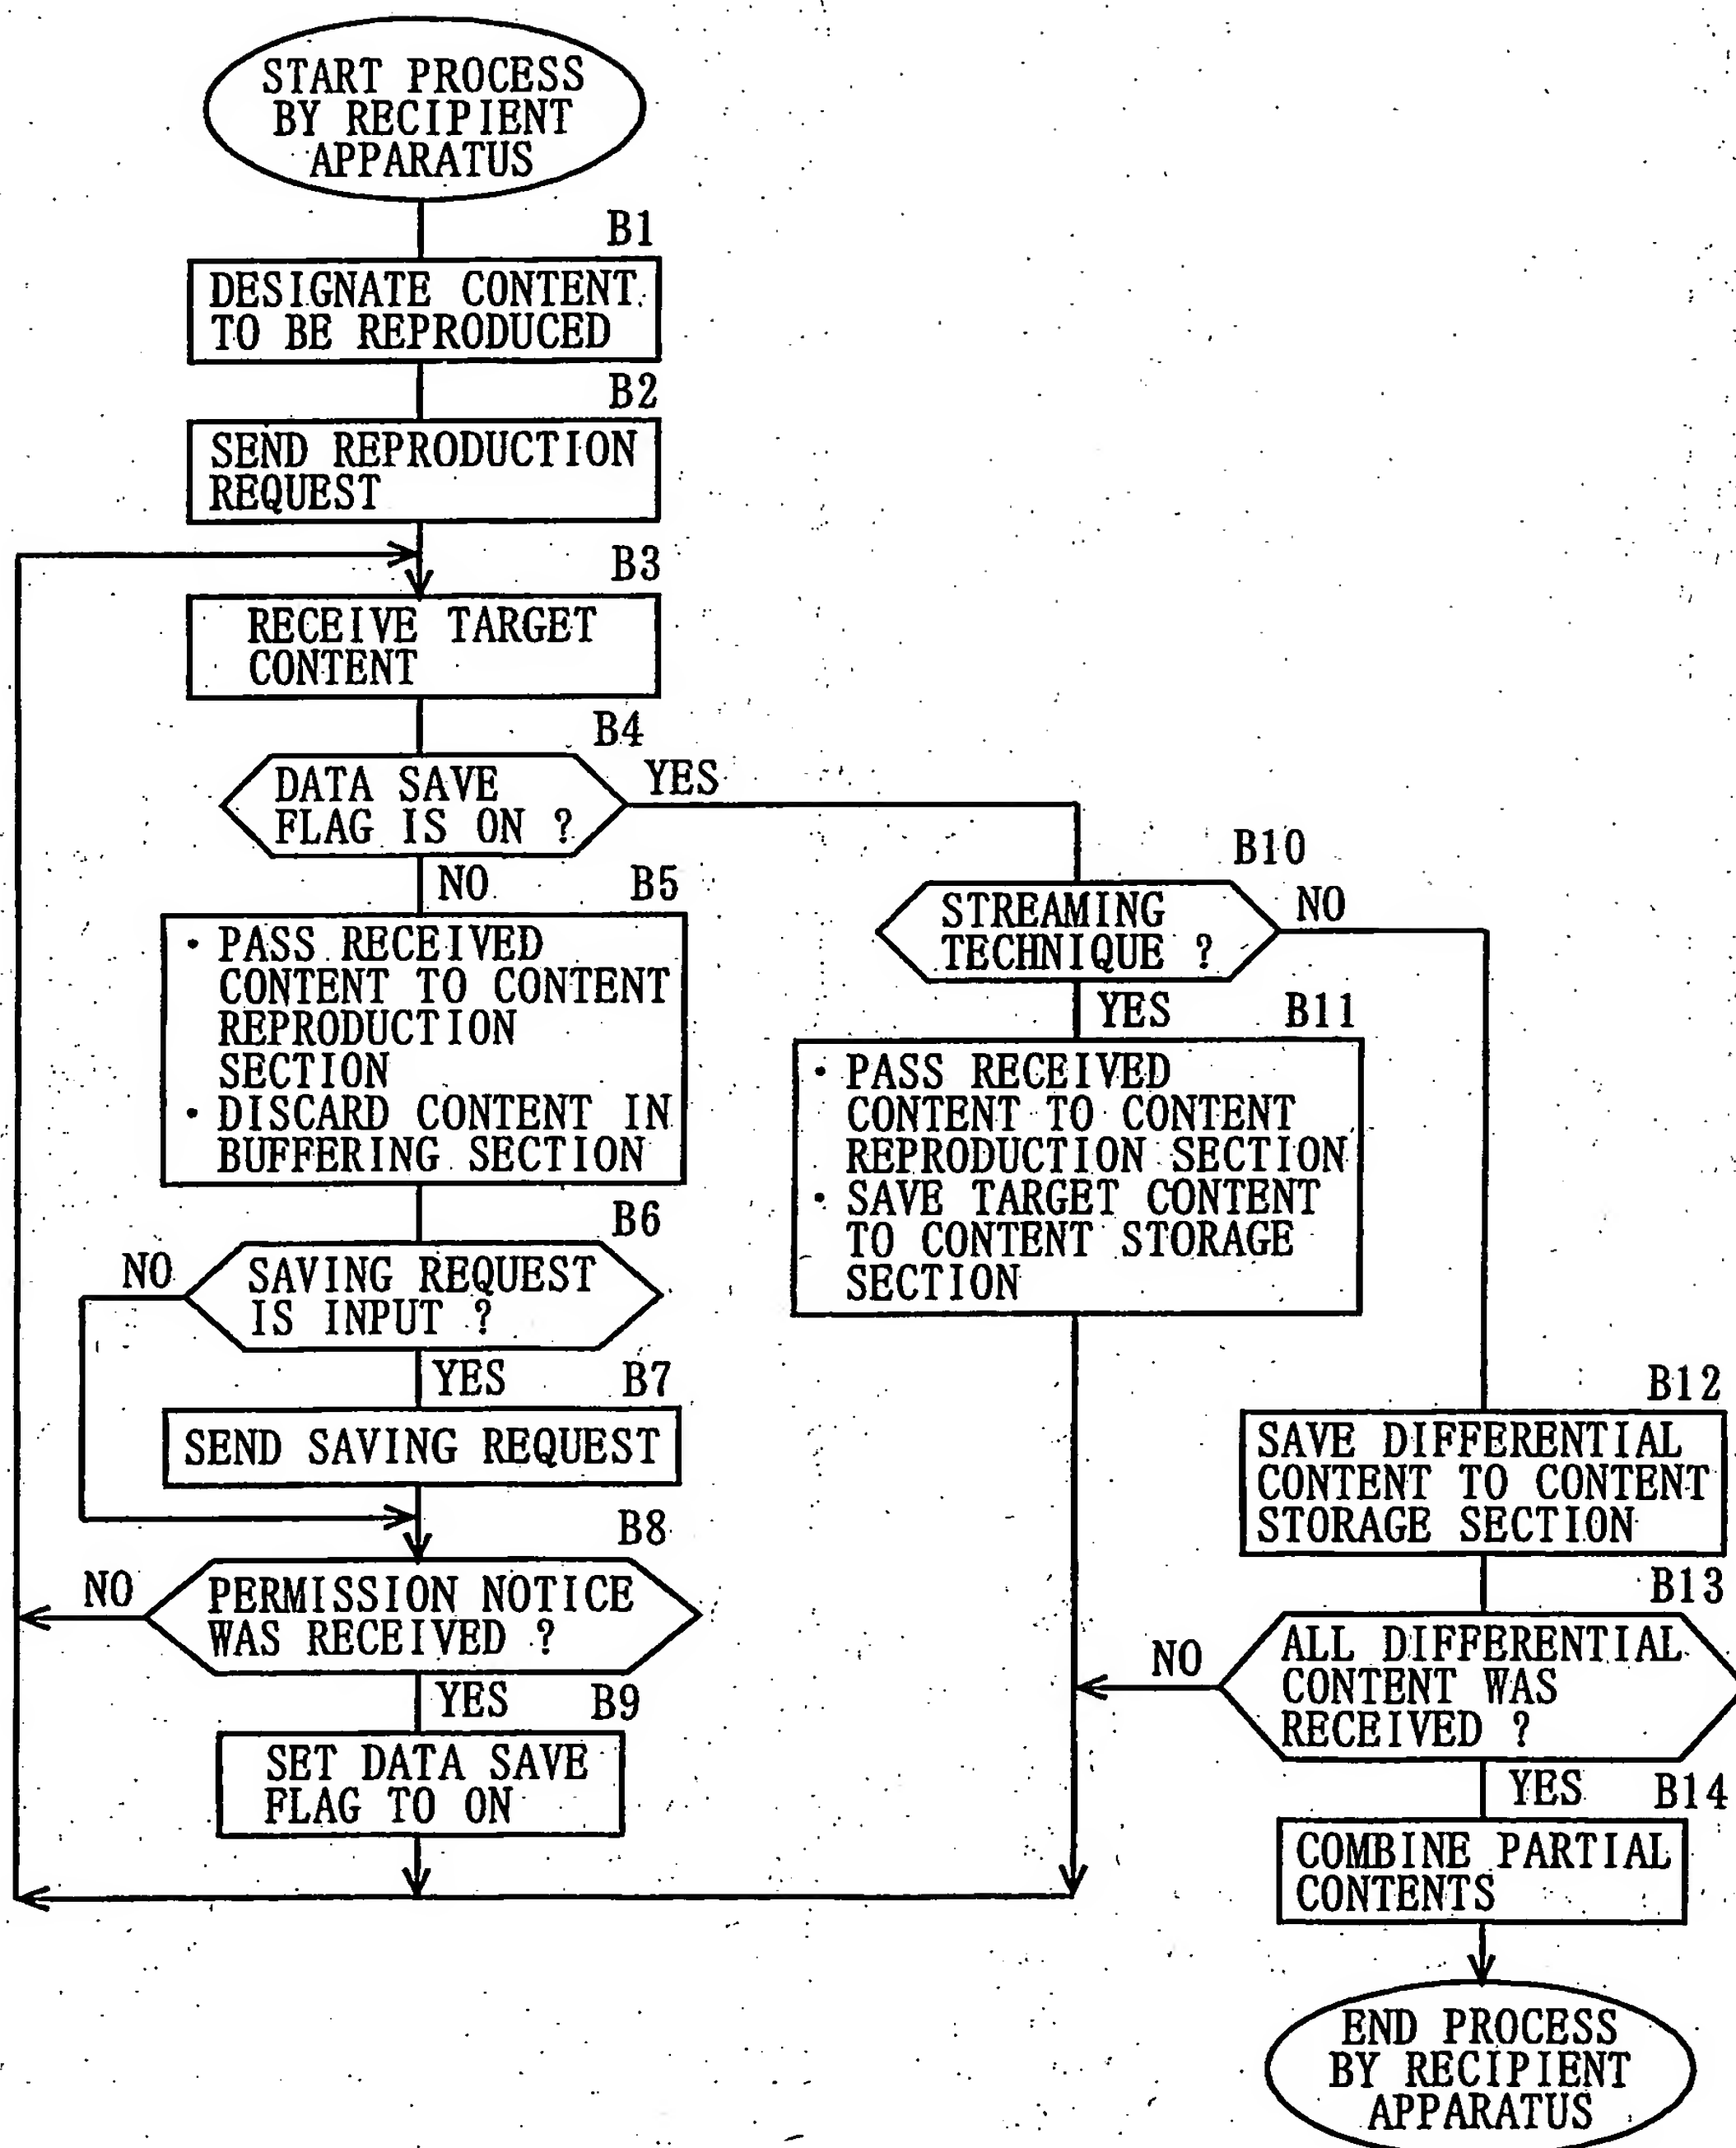 START PROCESS
BY RECIPIENT
APPARATUS
B1
DESIGNATE CONTENT
TO BE REPRODUCED
B2
SEND REPRODUCTION
REQUEST
B3
RECEIVE TARGET
CONTENT
B4
DATA SAVE
FLAG IS ON ?
YES
NO
B5
· PASS RECEIVED
CONTENT TO CONTENT
REPRODUCTION
SECTION
· DISCARD CONTENT IN
BUFFERING SECTION
B6
NO
SAVING REQUEST
IS INPUT ?
YES
B7
SEND SAVING REQUEST
B8
NO
PERMISSION NOTICE
WAS RECEIVED ?
YES
B9
SET DATA SAVE
FLAG TO ON
B10
STREAMING
TECHNIQUE ?
NO
YES
B11
· PASS RECEIVED
CONTENT TO CONTENT
REPRODUCTION SECTION
· SAVE TARGET CONTENT
TO CONTENT STORAGE
SECTION
B12
SAVE DIFFERENTIAL
CONTENT TO CONTENT
STORAGE SECTION
B13
NO
ALL DIFFERENTIAL
CONTENT WAS
RECEIVED ?
YES
B14
COMBINE PARTIAL
CONTENTS
END PROCESS
BY RECIPIENT
APPARATUS